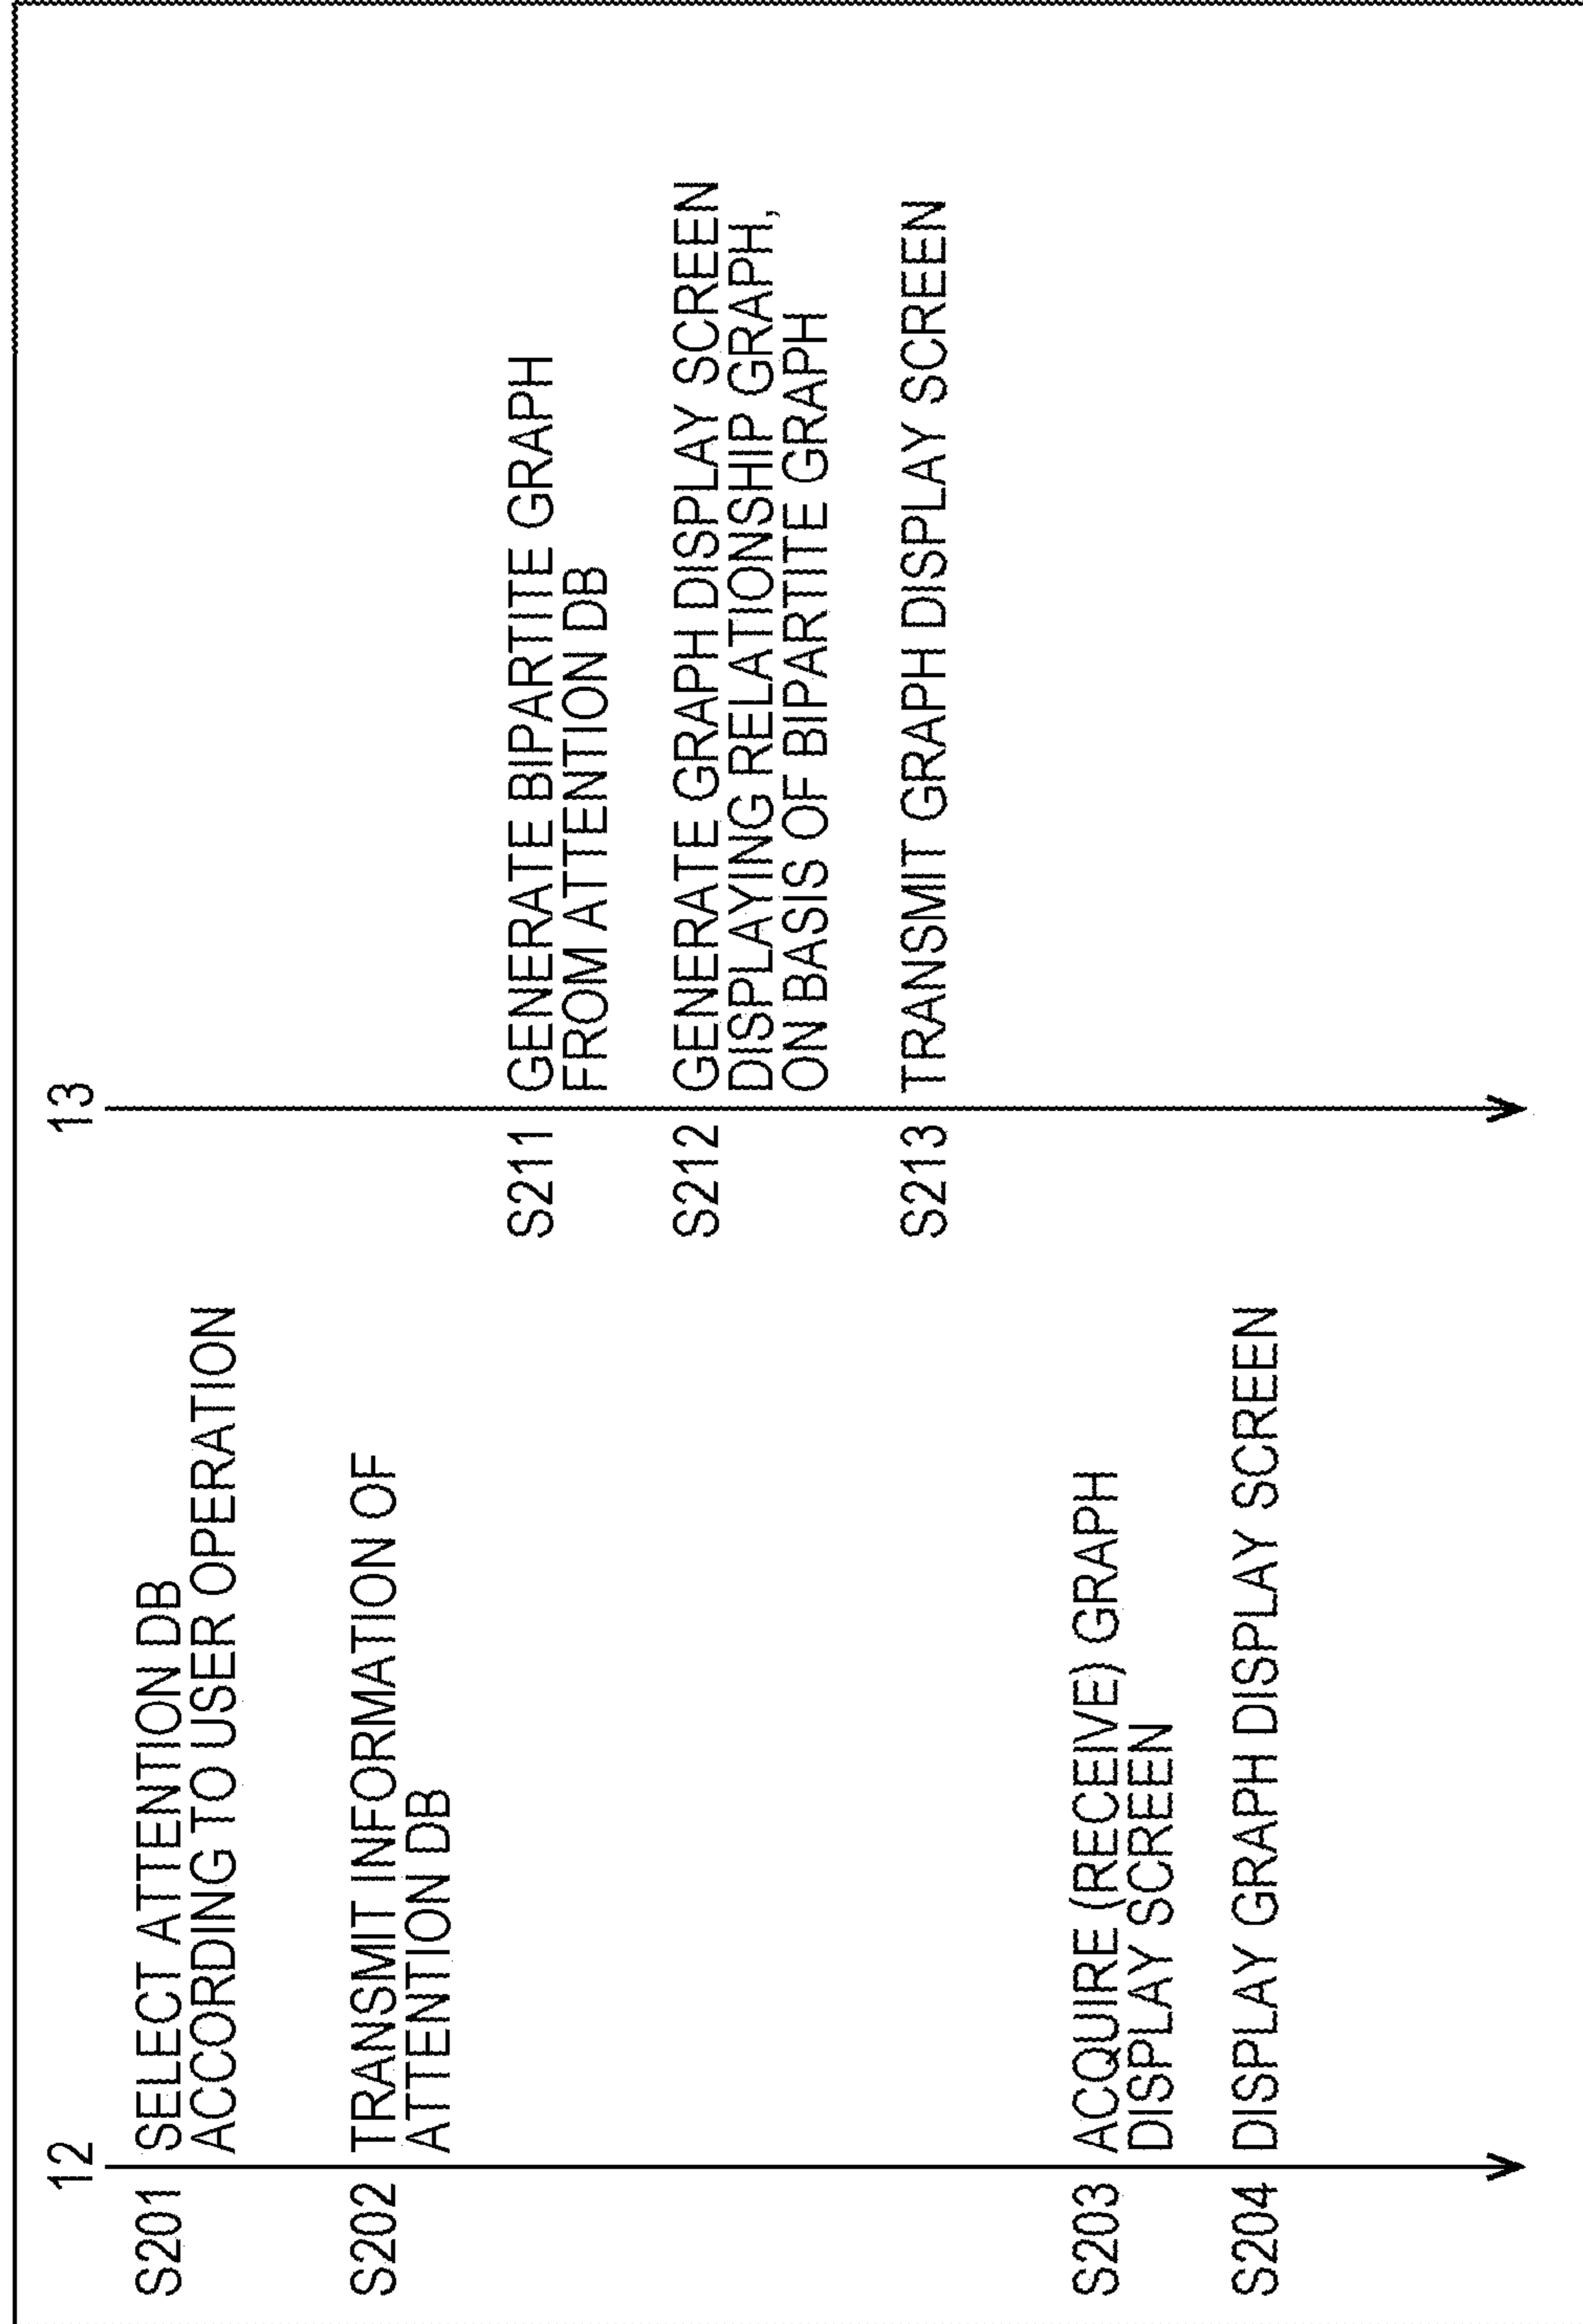 12
S201 SELECT ATTENTION DB
ACCORDING TO USER OPERATION
S202 TRANSMIT INFORMATION OF
ATTENTION DB
S203 ACQUIRE (RECEIVE) GRAPH
DISPLAY SCREEN
S204 DISPLAY GRAPH DISPLAY SCREEN
13
S211 GENERATE BIPARTITE GRAPH
FROM ATTENTION DB
S212 GENERATE GRAPH DISPLAY SCREEN
DISPLAYING RELATIONSHIP GRAPH,
ON BASIS OF BIPARTITE GRAPH
S213 TRANSMIT GRAPH DISPLAY SCREEN